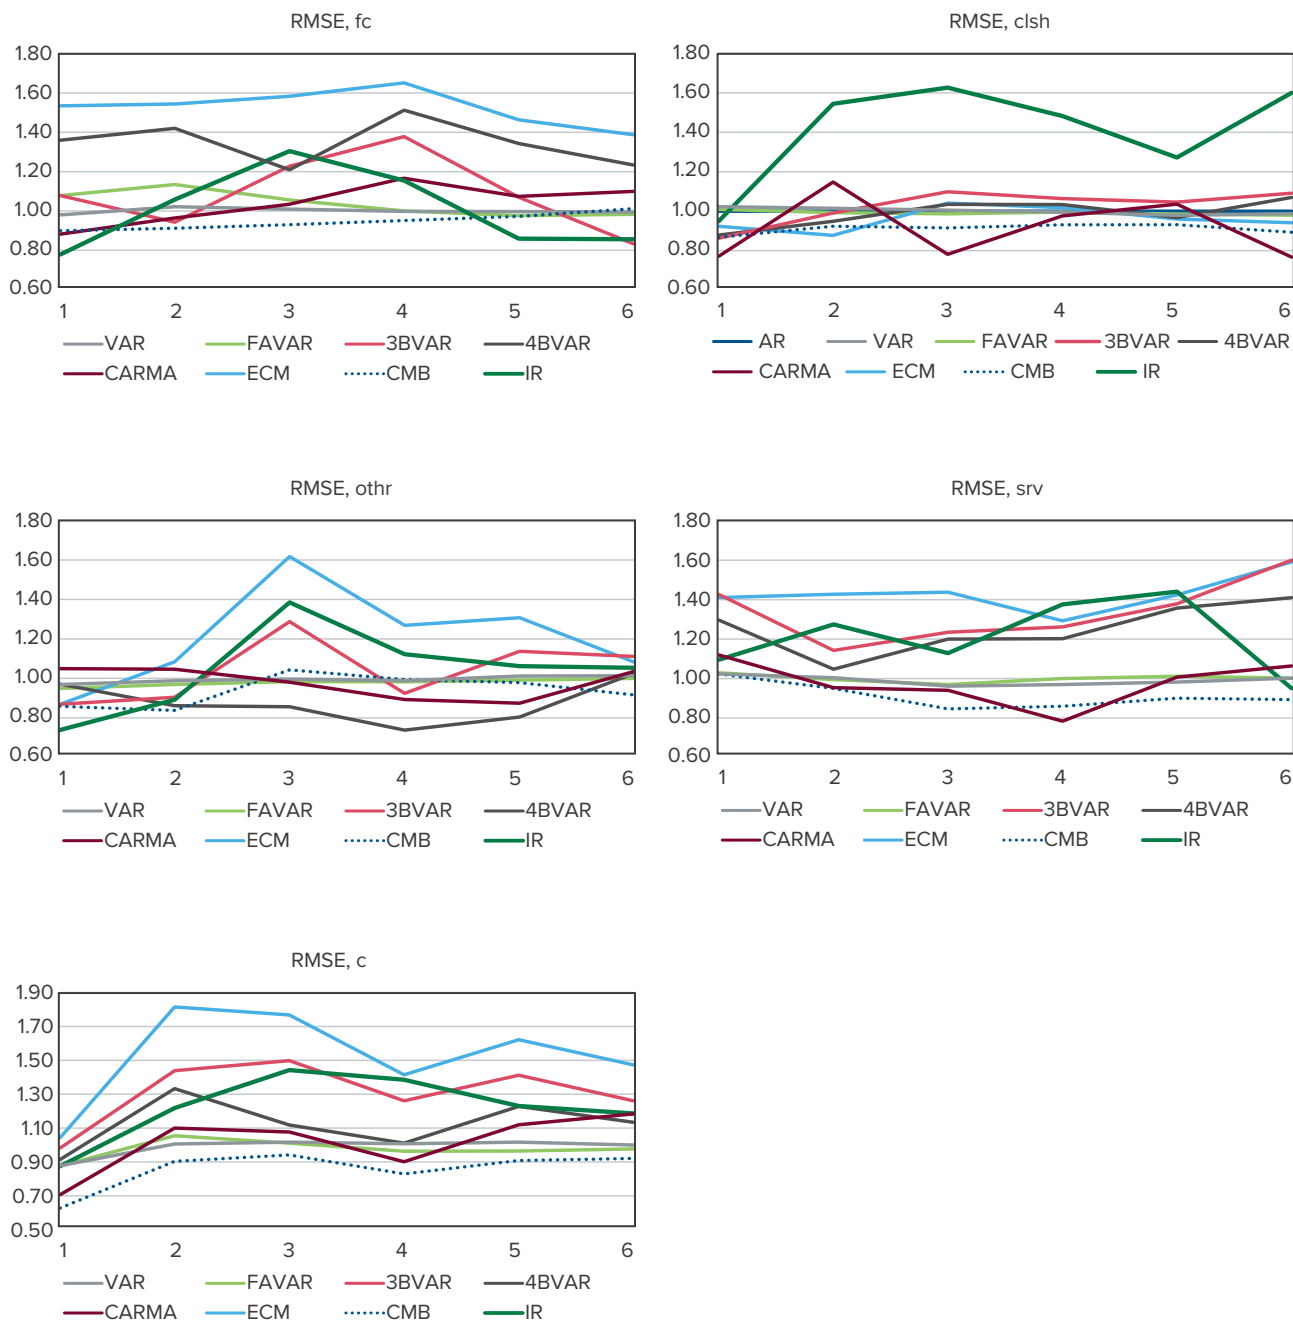 RMSE, fc
1.80
1.60
1.40
1.20
1.00
0.80
0.60
1 2 3 4 5 6
VAR FAVAR 3BVAR 4BVAR
CARMA ECM CMB IR
RMSE, clsh
1.80
1.60
1.40
1.20
1.00
0.80
0.60
1 2 3 4 5 6
AR VAR FAVAR 3BVAR 4BVAR
CARMA ECM CMB IR
RMSE, othr
1.80
1.60
1.40
1.20
1.00
0.80
0.60
1 2 3 4 5 6
VAR FAVAR 3BVAR 4BVAR
CARMA ECM CMB IR
RMSE, srv
1.80
1.60
1.40
1.20
1.00
0.80
0.60
1 2 3 4 5 6
VAR FAVAR 3BVAR 4BVAR
CARMA ECM CMB IR
RMSE, c
1.90
1.70
1.50
1.30
1.10
0.90
0.70
0.50
1 2 3 4 5 6
VAR FAVAR 3BVAR 4BVAR
CARMA ECM CMB IR